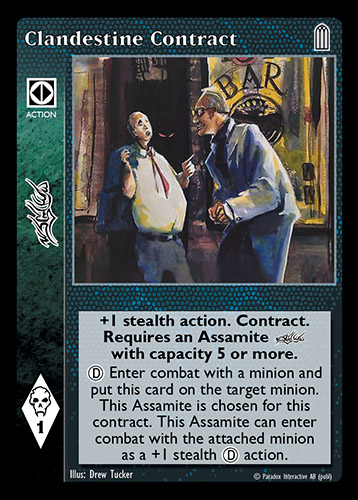 Clandestine Contract
ACTION
BAR
+1 stealth action. Contract.
Requires an Assamite
with capacity 5 or more.
D Enter combat with a minion and
put this card on the target minion.
This Assamite is chosen for this
contract. This Assamite can enter
combat with the attached minion
as a +1 stealth D action.
1
Illus: Drew Tucker
© Paradox Interactive AB (publ)